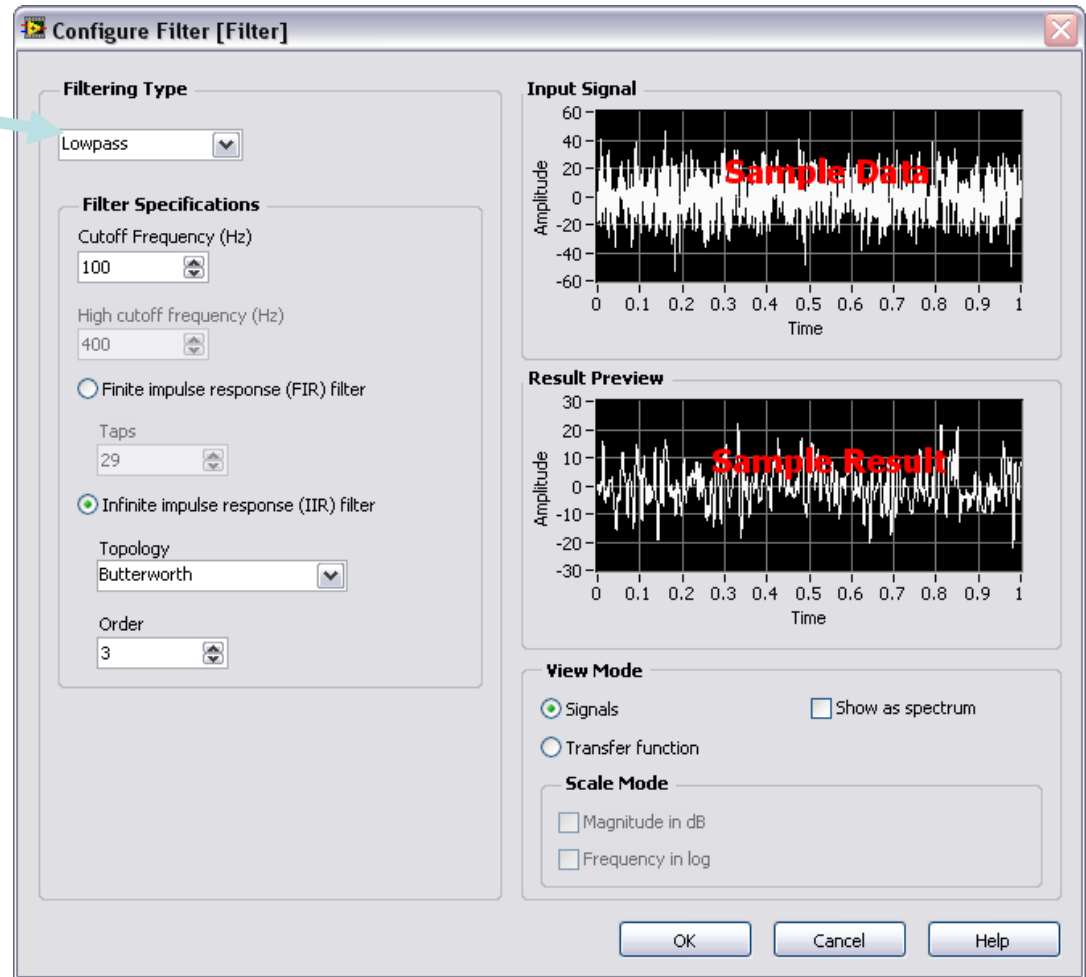 Configure Filter [Filter]
Filtering Type
Lowpass
Filter Specifications
Cutoff Frequency (Hz)
100
High cutoff frequency (Hz)
400
Finite impulse response (FIR) filter
Taps
29
Infinite impulse response (IIR) filter
Topology
Butterworth
Order
3
Input Signal
60
40
20
0
-20
-40
-60
Amplitude
Sample Data
0 0.1 0.2 0.3 0.4 0.5 0.6 0.7 0.8 0.9 1
Time
Result Preview
30
20
10
0
-10
-20
-30
Amplitude
Sample Result
0 0.1 0.2 0.3 0.4 0.5 0.6 0.7 0.8 0.9 1
Time
View Mode
Signals
Show as spectrum
Transfer function
Scale Mode
Magnitude in dB
Frequency in log
OK Cancel Help